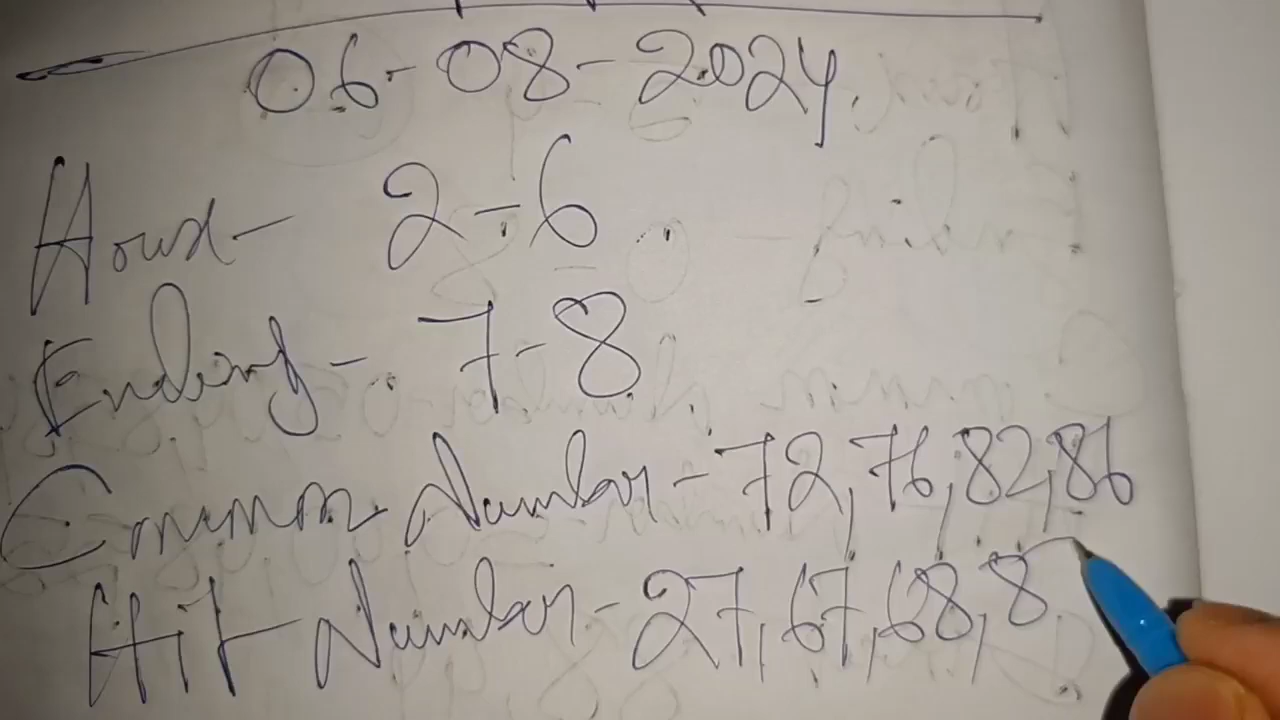 06-08-2024
House- 2-6
Ending- 7-8
Common Number-72,76,82,86
Hit Number-27,67,68,8